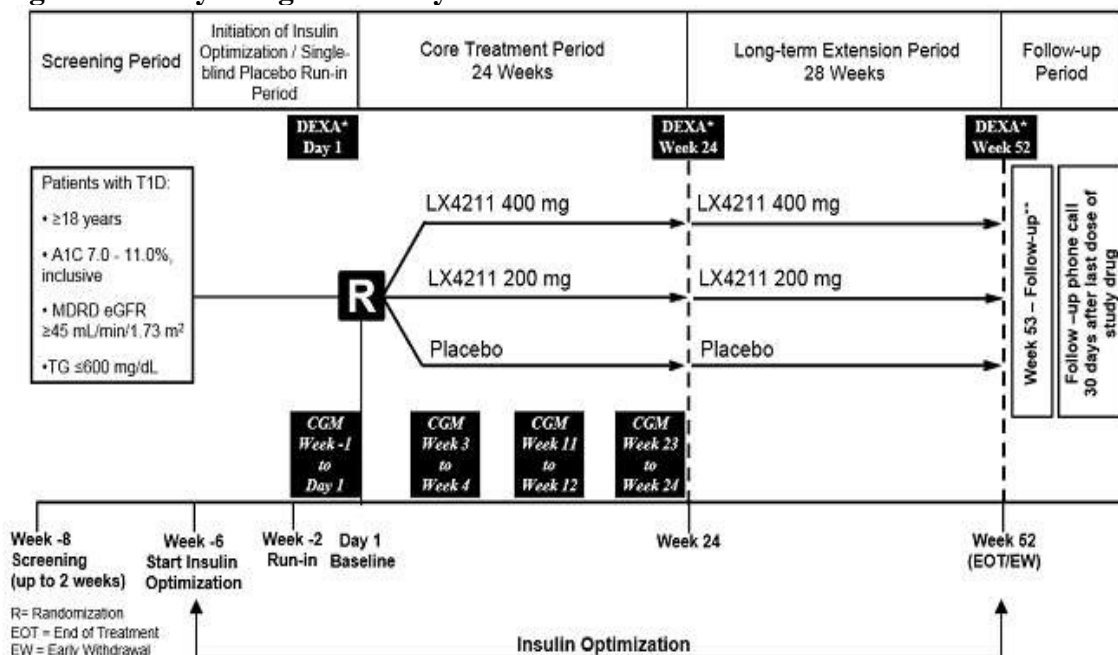 Screening Period
Initiation of Insulin
Optimization / Single-
blind Placebo Run-in
Period
Core Treatment Period
24 Weeks
Long-term Extension Period
28 Weeks
Follow-up
Period
DEXA*
Day 1
DEXA*
Week 24
DEXA*
Week 52
Patients with T1D:
• ≥18 years
• A1C 7.0 - 11.0%,
inclusive
• MDRD eGFR
≥45 mL/min/1.73 m²
•TG ≤600 mg/dL
R
LX4211 400 mg
LX4211 400 mg
LX4211 200 mg
LX4211 200 mg
Placebo
Placebo
Week 53 – Follow-up**
Follow –up phone call
30 days after last dose of
study drug
CGM
Week -1
to
Day 1
CGM
Week 3
to
Week 4
CGM
Week 11
to
Week 12
CGM
Week 23
to
Week 24
Week -8
Screening
(up to 2 weeks)
Week -6
Start Insulin
Optimization
Week -2
Run-in
Day 1
Baseline
Week 24
Week 52
(EOT/EW)
R= Randomization
EOT = End of Treatment
EW = Early Withdrawal
Insulin Optimization